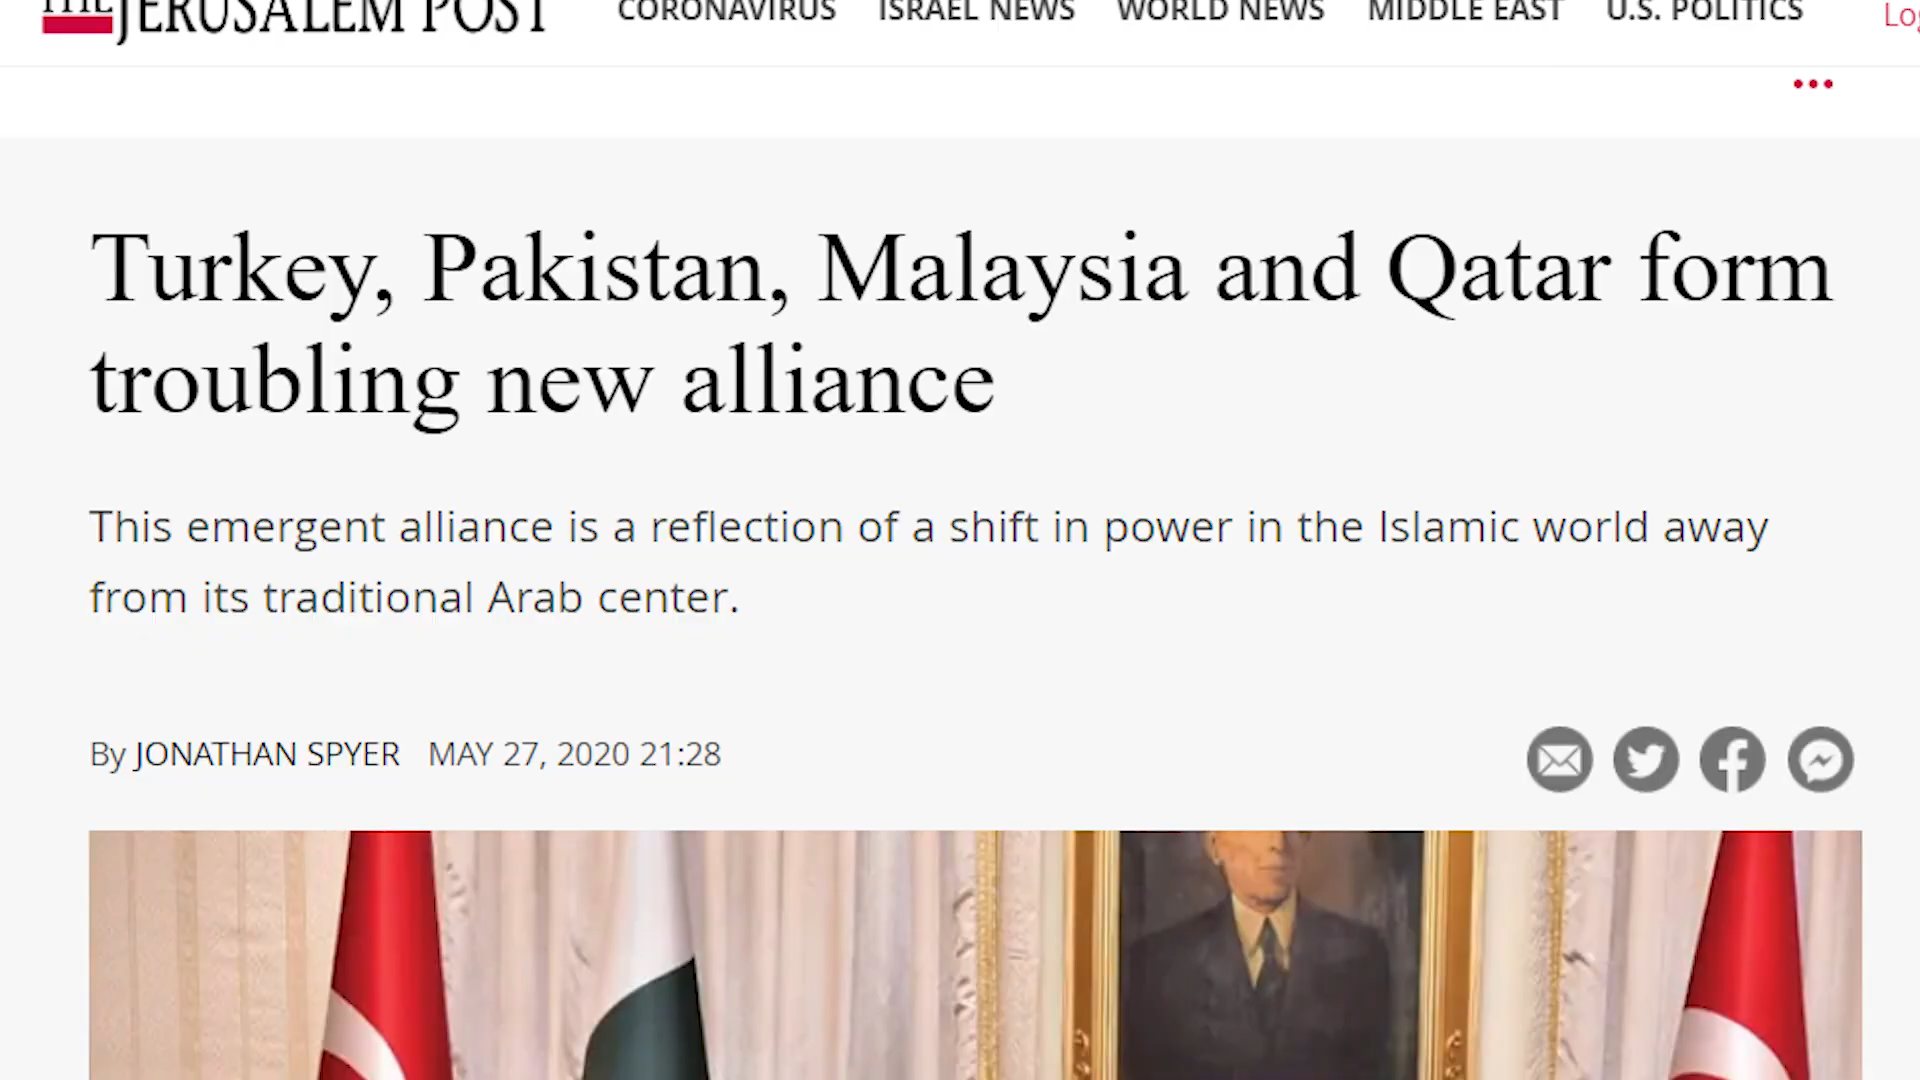 THE JERUSALEM POST CORONAVIRUS ISRAEL NEWS WORLD NEWS MIDDLE EAST U.S. POLITICS
Turkey, Pakistan, Malaysia and Qatar form
troubling new alliance
This emergent alliance is a reflection of a shift in power in the Islamic world away
from its traditional Arab center.
By JONATHAN SPYER MAY 27, 2020 21:28